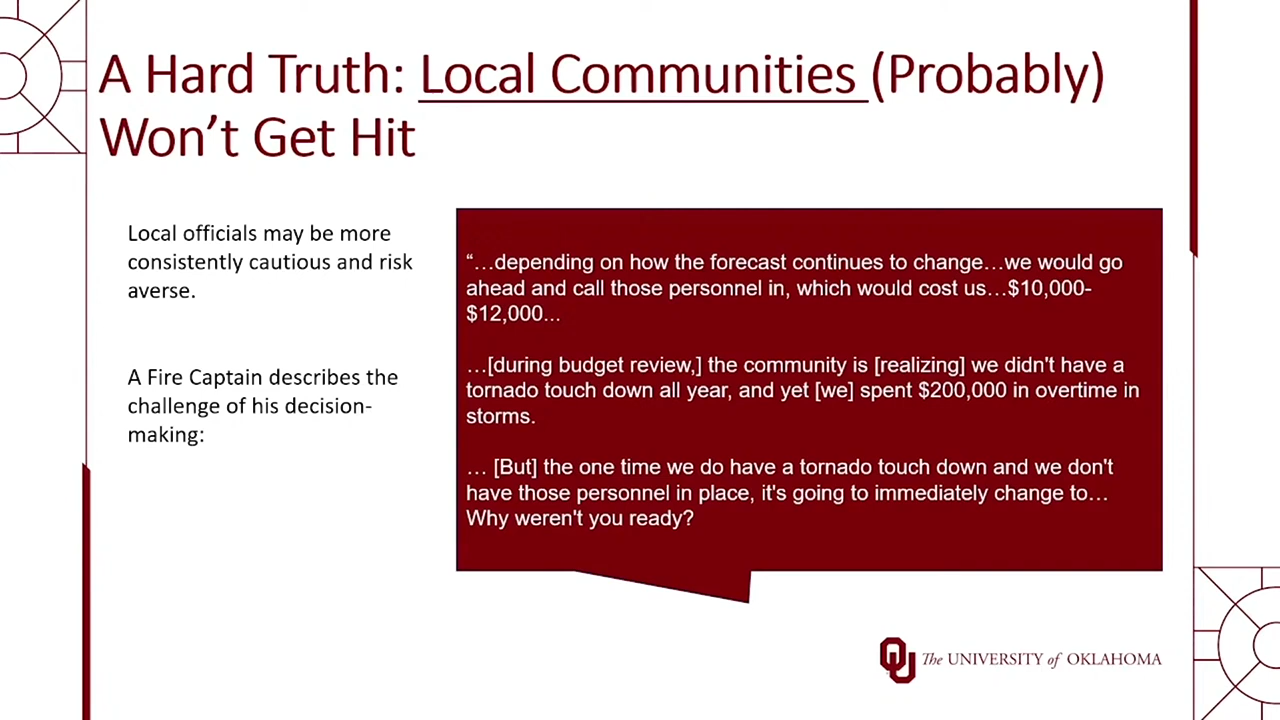 A Hard Truth: Local Communities (Probably)
Won't Get Hit
Local officials may be more
consistently cautious and risk
averse.
A Fire Captain describes the
challenge of his decision-
making:
“…depending on how the forecast continues to change…we would go
ahead and call those personnel in, which would cost us…$10,000-
$12,000...
…[during budget review,] the community is [realizing] we didn't have a
tornado touch down all year, and yet [we] spent $200,000 in overtime in
storms.
… [But] the one time we do have a tornado touch down and we don't
have those personnel in place, it's going to immediately change to…
Why weren't you ready?
OU The UNIVERSITY of OKLAHOMA